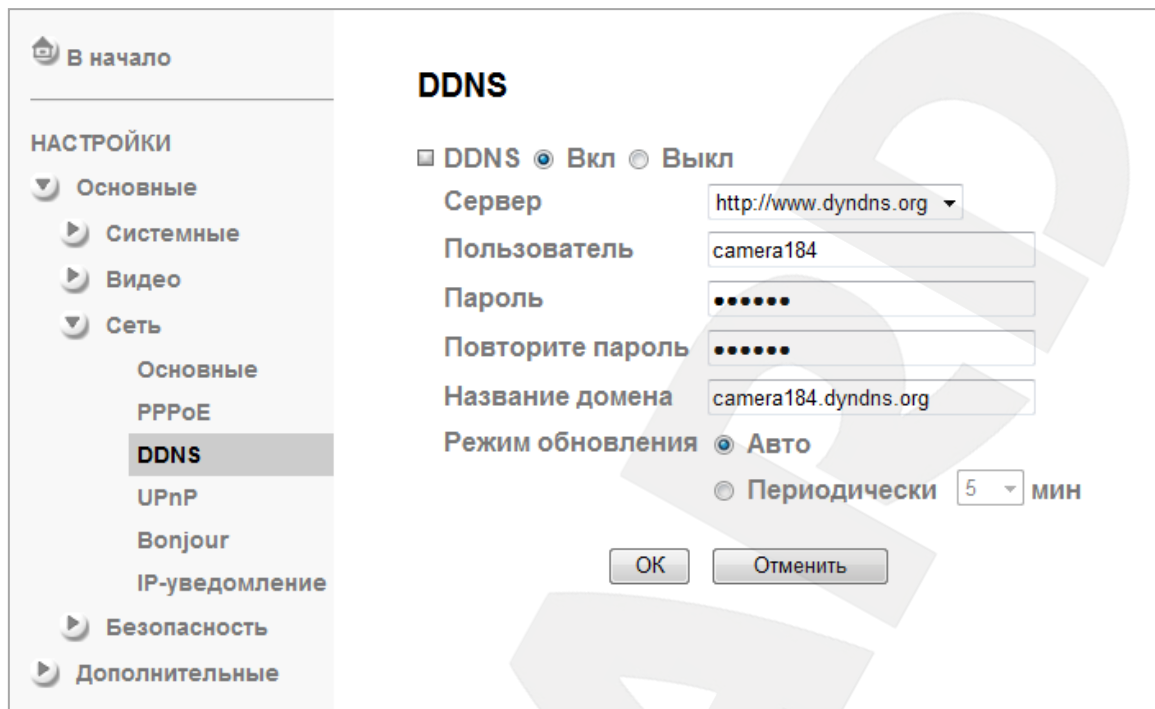 В начало
НАСТРОЙКИ
Основные
Системные
Видео
Сеть
Основные
PPPoE
DDNS
UPnP
Bonjour
IP-уведомление
Безопасность
Дополнительные
DDNS
DDNS Вкл Выкл
Сервер http://www.dyndns.org
Пользователь camera184
Пароль ••••••
Повторите пароль ••••••
Название домена camera184.dyndns.org
Режим обновления Авто
Периодически 5 мин
OK Отменить